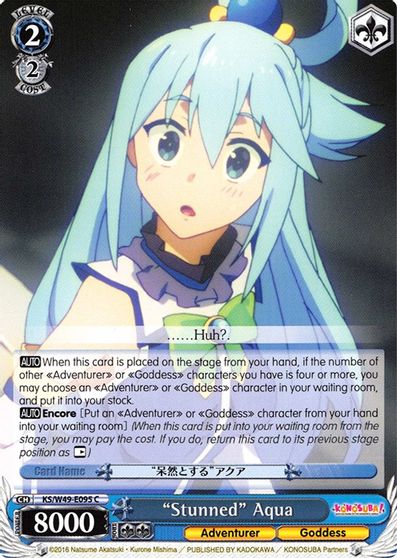 LEVEL
2
2
COST
……Huh?.
AUTO When this card is placed on the stage from your hand, if the number of
other «Adventurer» or «Goddess» characters you have is four or more, you
may choose an «Adventurer» or «Goddess» character in your waiting room,
and put it into your stock.
AUTO Encore [Put an «Adventurer» or «Goddess» character from your hand
into your waiting room] (When this card is put into your waiting room from the
stage, you may pay the cost. If you do, return this card to its previous stage
position as )
Card Name
“呆然とする”アクア
CH KS/W49-E095 C
POWER 8000 SOUL
“Stunned” Aqua
KONOSUBA!
Adventurer Goddess
©2016 Natsume Akatsuki・Kurone Mishima / PUBLISHED BY KADOKAWA / KONOSUBA Partners